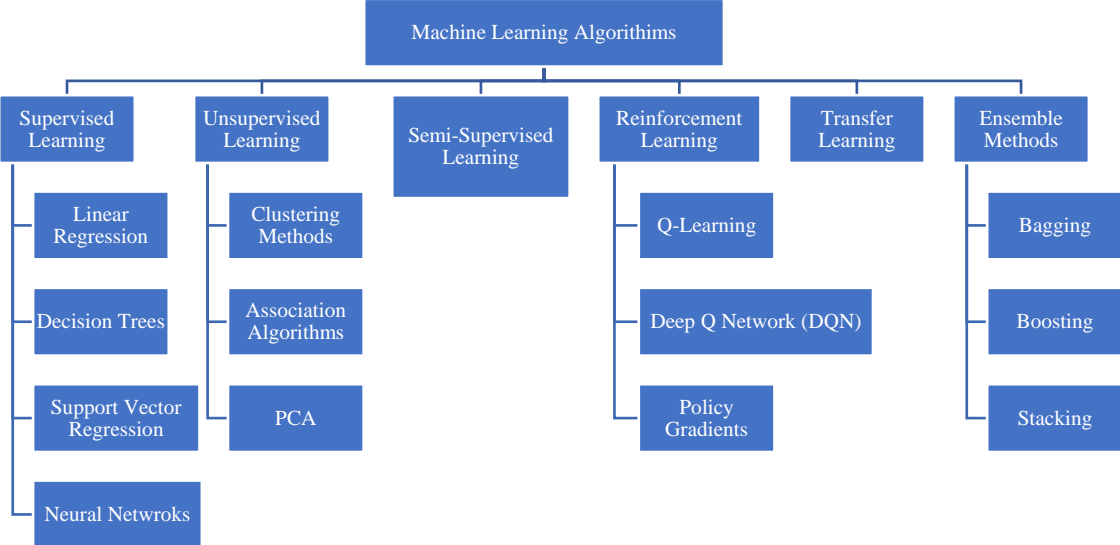 Machine Learning Algorithims
Supervised
Learning
Linear
Regression
Decision Trees
Support Vector
Regression
Neural Netwroks
Unsupervised
Learning
Clustering
Methods
Association
Algorithms
PCA
Semi-Supervised
Learning
Reinforcement
Learning
Q-Learning
Deep Q Network (DQN)
Policy
Gradients
Transfer
Learning
Ensemble
Methods
Bagging
Boosting
Stacking